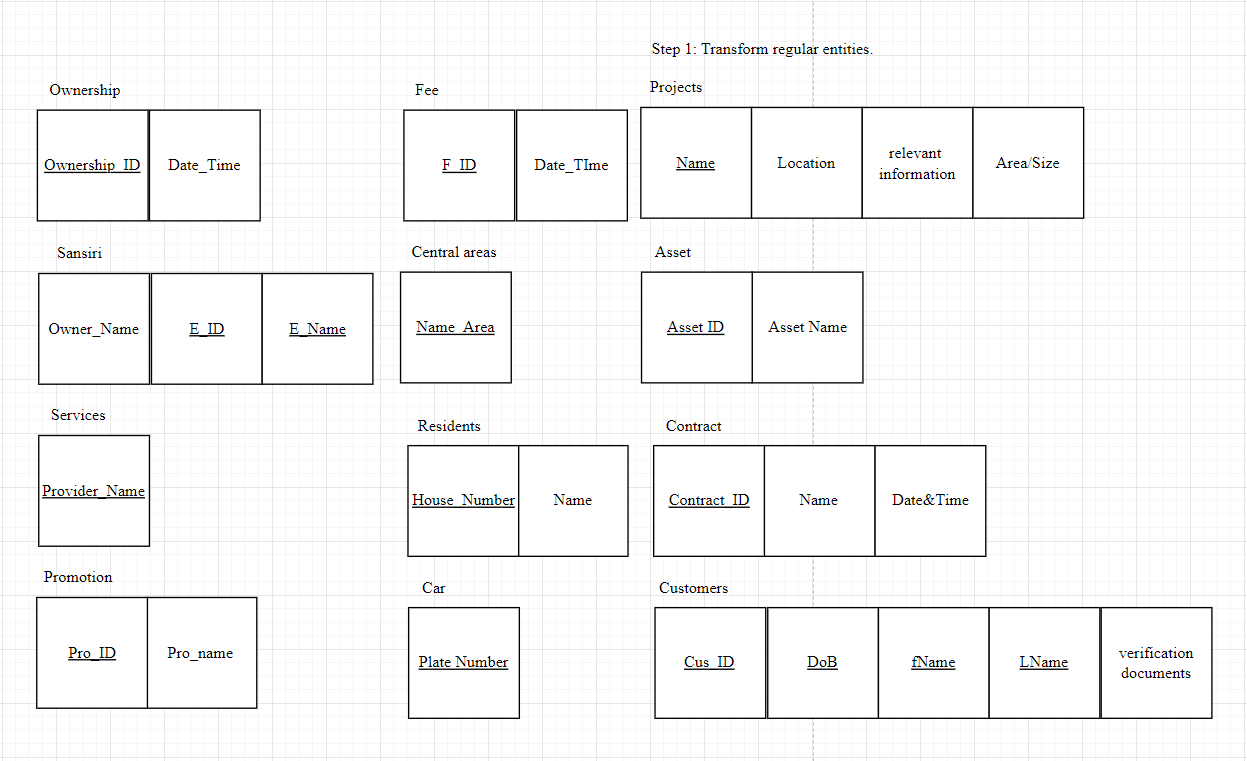 Step 1: Transform regular entities.
Ownership
Ownership_ID
Date_Time
Fee
F_ID
Date_TIme
Projects
Name
Location
relevant
information
Area/Size
Sansiri
Owner_Name
E_ID
E_Name
Central areas
Name_Area
Asset
Asset ID
Asset Name
Services
Provider_Name
Residents
House_Number
Name
Contract
Contract_ID
Name
Date&Time
Promotion
Pro_ID
Pro_name
Car
Plate Number
Customers
Cus_ID
DoB
fName
LName
verification
documents